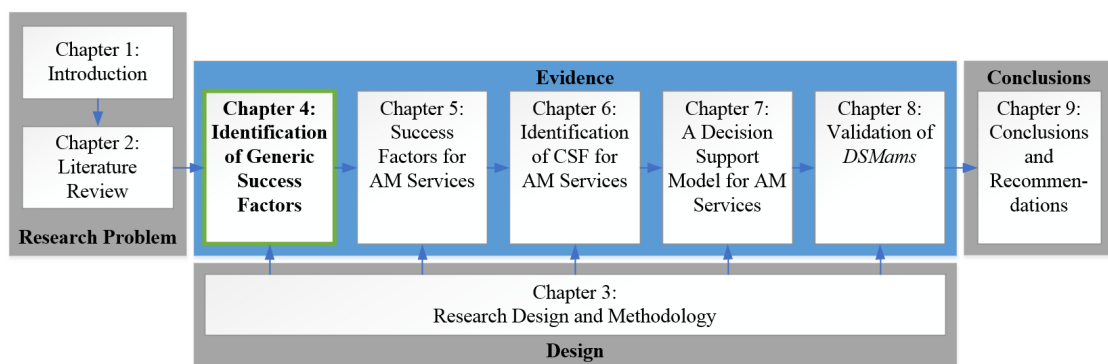 Chapter 1:
Introduction
Chapter 2:
Literature
Review
Research Problem
Evidence
Chapter 4:
Identification
of Generic
Success
Factors
Chapter 5:
Success
Factors for
AM Services
Chapter 6:
Identification
of CSF for
AM Services
Chapter 7:
A Decision
Support
Model for AM
Services
Chapter 8:
Validation of
DSMams
Conclusions
Chapter 9:
Conclusions
and
Recommen-
dations
Chapter 3:
Research Design and Methodology
Design